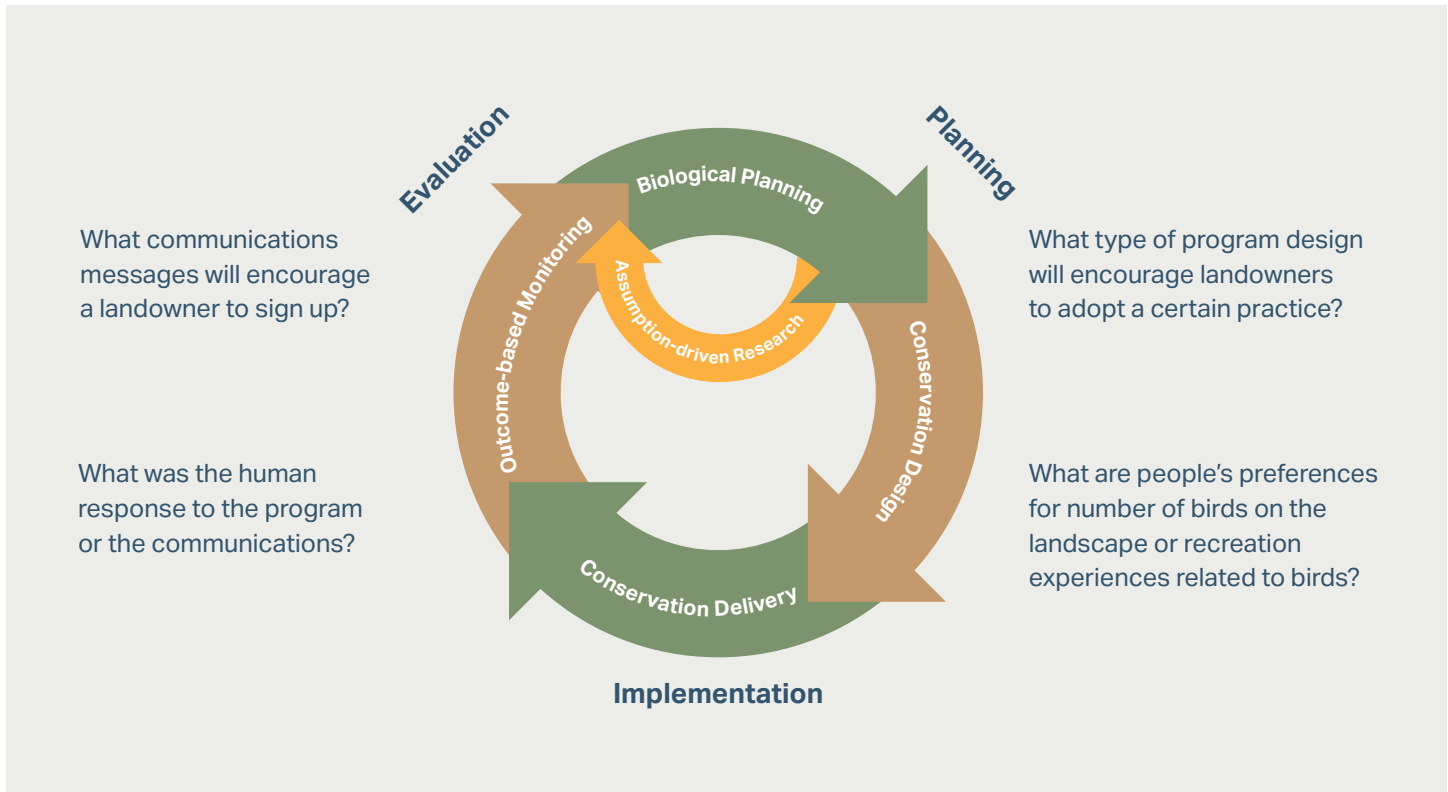 Evaluation
Planning
Biological Planning
What communications
messages will encourage
a landowner to sign up?
Outcome-based Monitoring
Assumption-driven Research
Conservation Design
What type of program design
will encourage landowners
to adopt a certain practice?
What was the human
response to the program
or the communications?
What are people’s preferences
for number of birds on the
landscape or recreation
experiences related to birds?
Conservation Delivery
Implementation